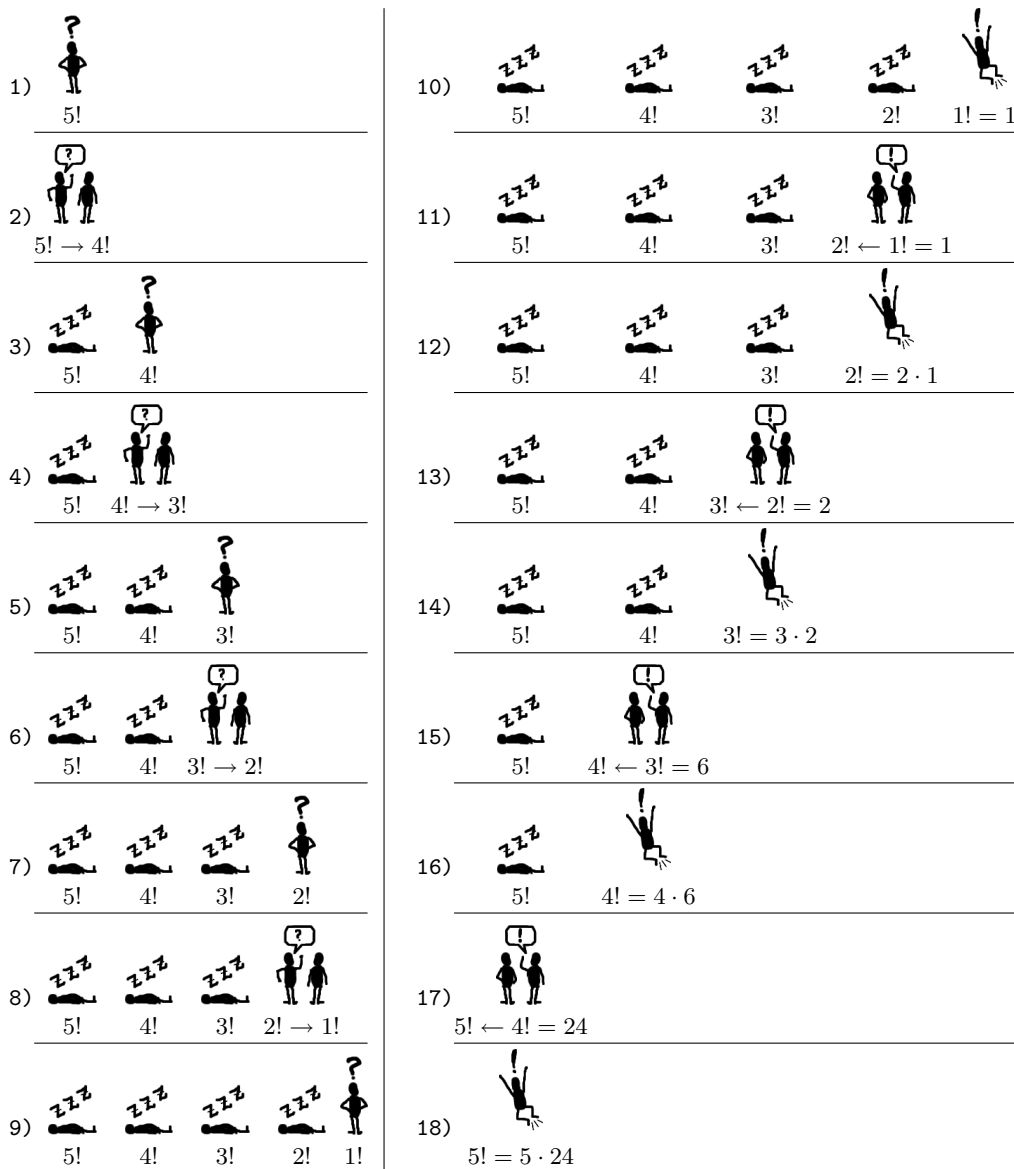 ?
1)
5!
?
2)
5! → 4!
z z z ?
3)
5! 4!
z z z ?
4)
5! 4! → 3!
z z z z z z ?
5)
5! 4! 3!
z z z z z z ?
6)
5! 4! 3! → 2!
z z z z z z z z z ?
7)
5! 4! 3! 2!
z z z z z z z z z ?
8)
5! 4! 3! 2! → 1!
z z z z z z z z z z z z ?
9)
5! 4! 3! 2! 1!
z z z z z z z z z z z z !
10)
5! 4! 3! 2! 1! = 1
z z z z z z z z z !
11)
5! 4! 3! 2! ← 1! = 1
z z z z z z z z z !
12)
5! 4! 3! 2! = 2 · 1
z z z z z z !
13)
5! 4! 3! ← 2! = 2
z z z z z z !
14)
5! 4! 3! = 3 · 2
z z z !
15)
5! 4! ← 3! = 6
z z z !
16)
5! 4! = 4 · 6
!
17)
5! ← 4! = 24
!
18)
5! = 5 · 24